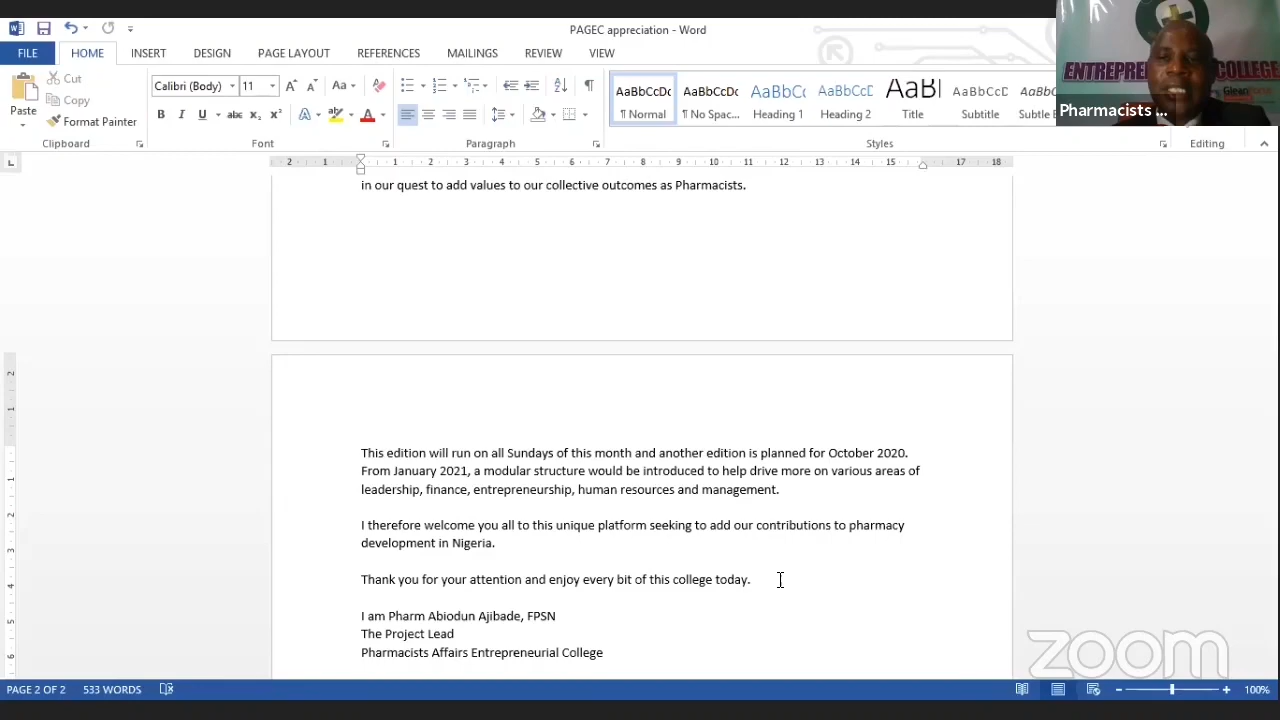 PAGEC appreciation - Word
FILE HOME INSERT DESIGN PAGE LAYOUT REFERENCES MAILINGS REVIEW VIEW
Cut
Copy
Format Painter
Paste
Calibri (Body) 11
AaBbCcDc AaBbCcDc AaBbCc AaBbCcD AaBl AaBbCcD
¶ Normal ¶ No Spac... Heading 1 Heading 2 Title Subtitle Subtle
Clipboard Font Paragraph Styles Editing
ENTREPRE COLLEGE
Pharmacists ...
in our quest to add values to our collective outcomes as Pharmacists.
This edition will run on all Sundays of this month and another edition is planned for October 2020.
From January 2021, a modular structure would be introduced to help drive more on various areas of
leadership, finance, entrepreneurship, human resources and management.
I therefore welcome you all to this unique platform seeking to add our contributions to pharmacy
development in Nigeria.
Thank you for your attention and enjoy every bit of this college today.
I am Pharm Abiodun Ajibade, FPSN
The Project Lead
Pharmacists Affairs Entrepreneurial College
zoom
PAGE 2 OF 2 533 WORDS 100%